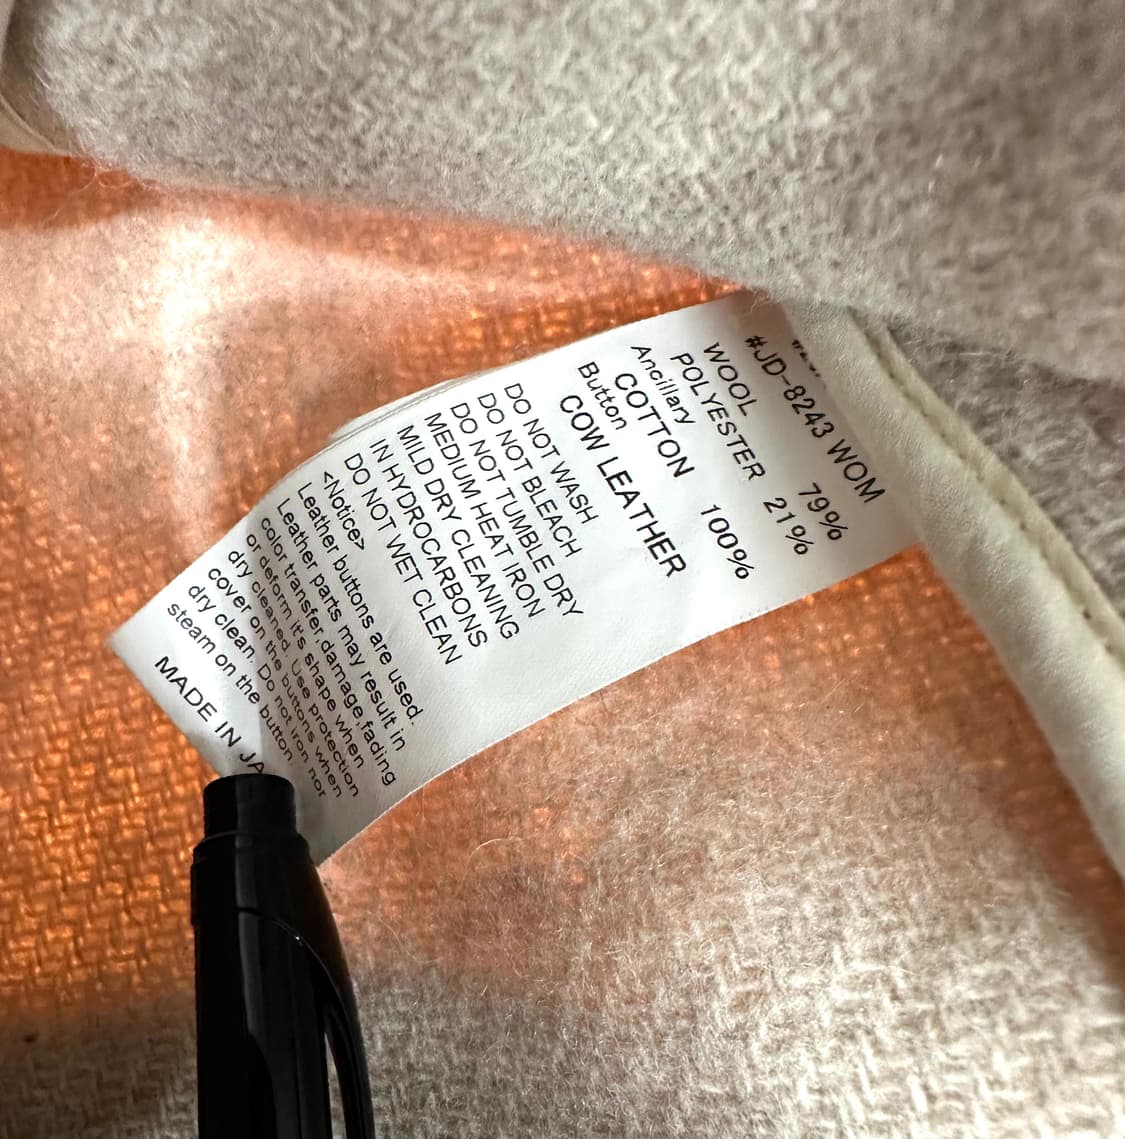 #JD-8243 WOM
WOOL 79%
POLYESTER 21%
Ancillary
COTTON 100%
Button
COW LEATHER
DO NOT WASH
DO NOT BLEACH
DO NOT TUMBLE DRY
MEDIUM HEAT IRON
MILD DRY CLEANING
IN HYDROCARBONS
DO NOT WET CLEAN
<Notice>
Leather buttons are used.
Leather parts may result in
color transfer,damage,fading
or deform it's shape when
dry cleaned. Use protection
cover on the buttons when
dry clean. Do not iron nor
steam on the button.
MADE IN JA